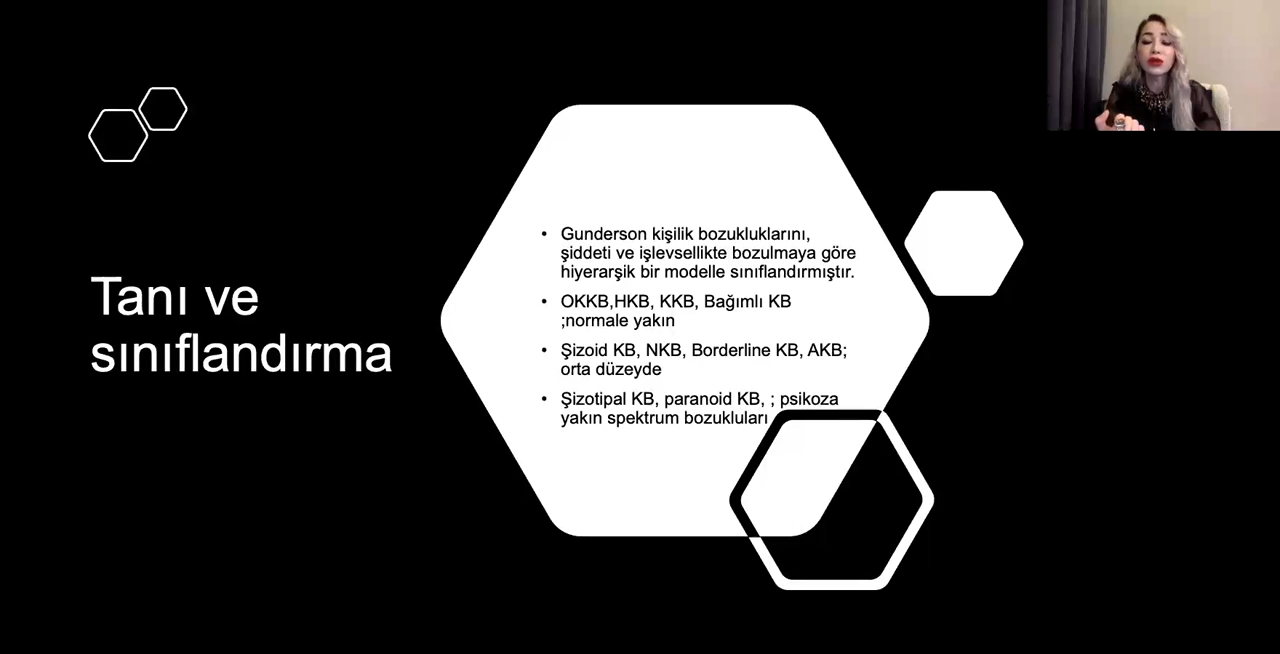 Tanı ve
sınıflandırma
• Gunderson kişilik bozukluklarını,
şiddeti ve işlevsellikte bozulmaya göre
hiyerarşik bir modelle sınıflandırmıştır.
• OKKB,HKB, KKB, Bağımlı KB
;normale yakın
• Şizoid KB, NKB, Borderline KB, AKB;
orta düzeyde
• Şizotipal KB, paranoid KB, ; psikoza
yakın spektrum bozukluları